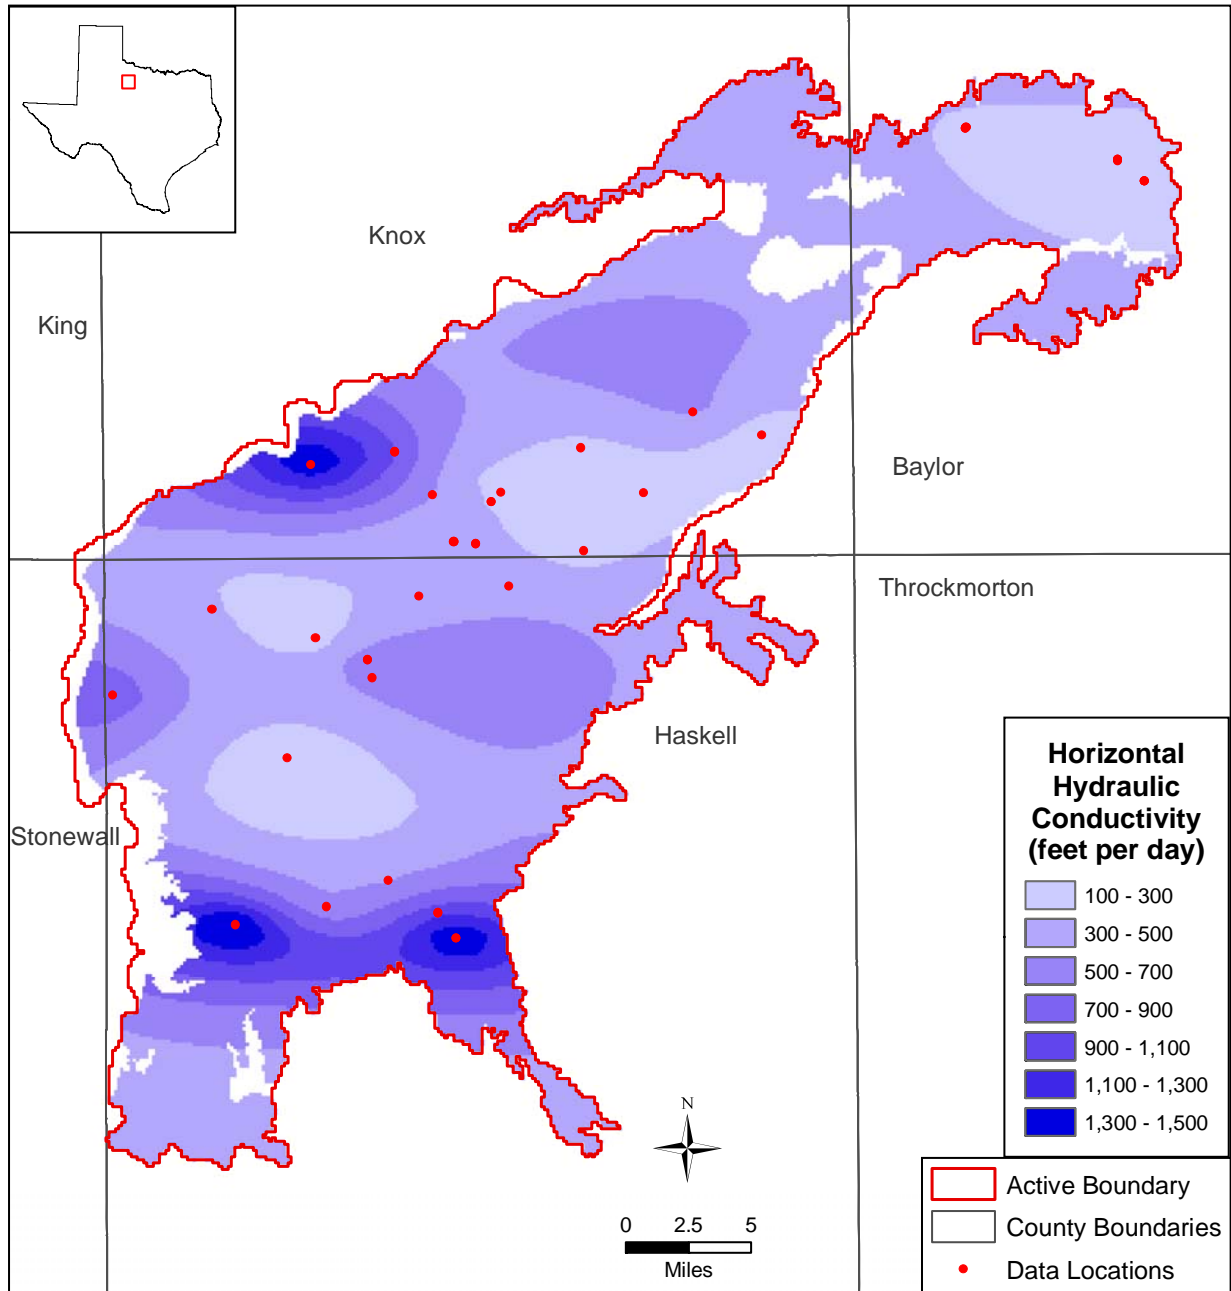 Knox
King
Baylor
Throckmorton
Haskell
Stonewall
Horizontal
Hydraulic
Conductivity
(feet per day)
100 - 300
300 - 500
500 - 700
700 - 900
900 - 1,100
1,100 - 1,300
1,300 - 1,500
N
0 2.5 5
Miles
Active Boundary
County Boundaries
Data Locations